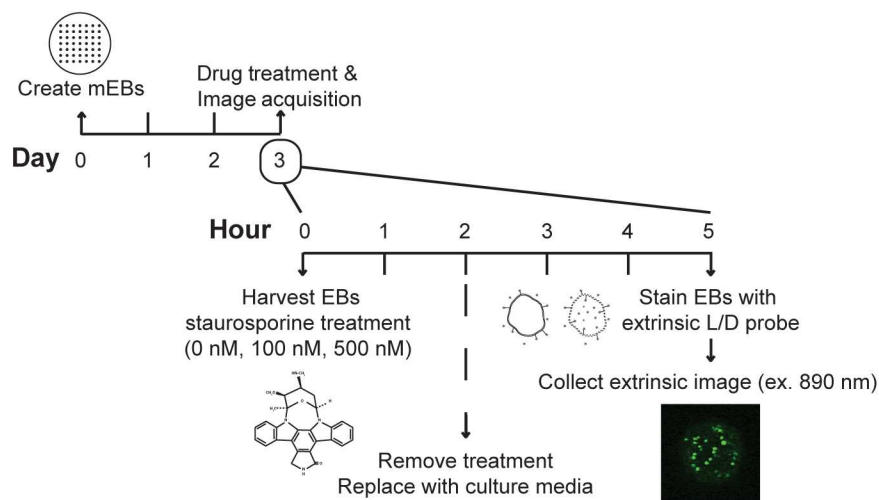 Create mEBs
Drug treatment &
Image acquisition
Day 0 1 2 3
Hour 0 1 2 3 4 5
Harvest EBs
staurosporine treatment
(0 nM, 100 nM, 500 nM)
Stain EBs with
extrinsic L/D probe
Collect extrinsic image (ex. 890 nm)
Remove treatment
Replace with culture media